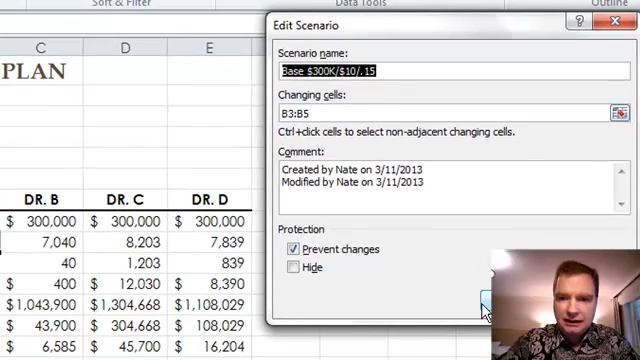 Sort & Filter
Data Tools
Outline
Edit Scenario
?
X
Scenario name:
Base $300K/$10/.15
Changing cells:
B3:B5
Ctrl+click cells to select non-adjacent changing cells.
Comment:
Created by Nate on 3/11/2013
Modified by Nate on 3/11/2013
Protection
Prevent changes
Hide
C D E
PLAN
DR. B DR. C DR. D
$ 300,000 $ 300,000 $ 300,000
7,040 8,203 7,839
40 1,203 839
$ 400 $ 12,030 $ 8,390
$1,043,900 $1,304,668 $1,108,029
$ 43,900 $ 304,668 $ 108,029
$ 6,585 $ 45,700 $ 16,204